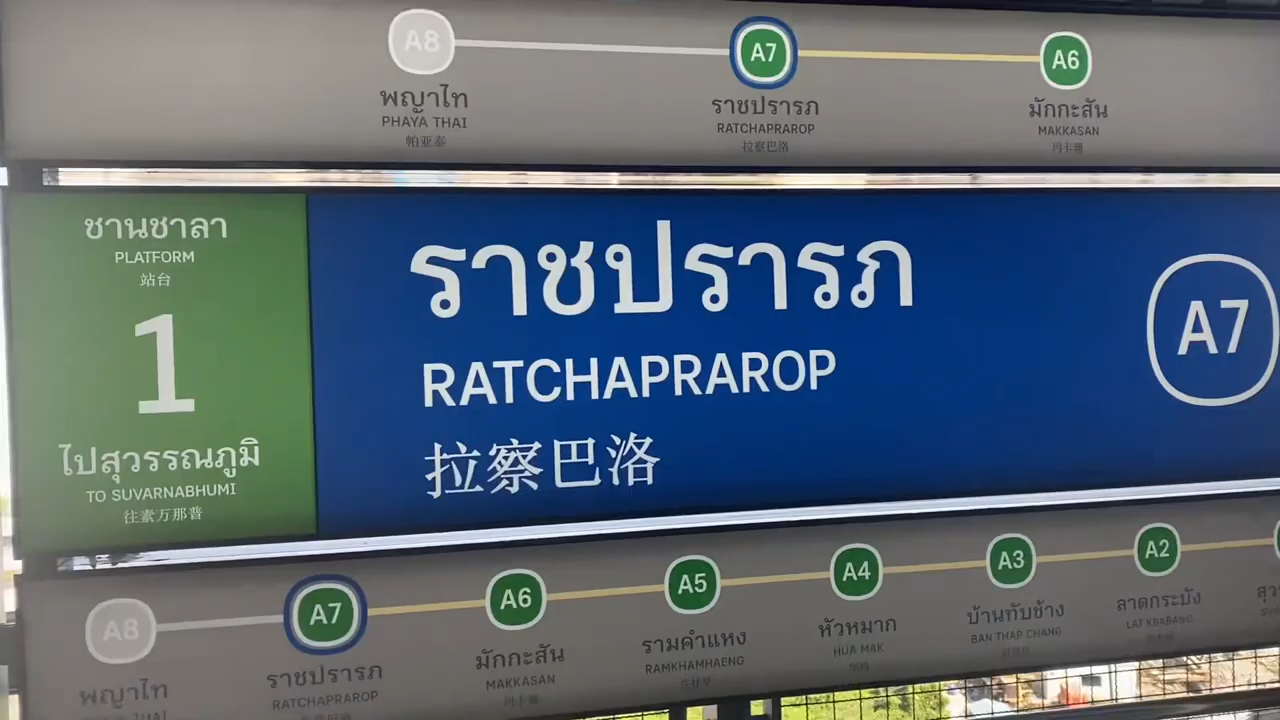 A8
A7
A6
พญาไท
PHAYA THAI
帕亚泰
ราชปรารภ
RATCHAPRAROP
拉察巴洛
มักกะสัน
MAKKASAN
玛卡珊
ชานชาลา
PLATFORM
站台
1
ไปสุวรรณภูมิ
TO SUVARNABHUMI
往素万那普
ราชปรารภ
RATCHAPRAROP
拉察巴洛
A7
A8
A7
A6
A5
A4
A3
A2
พญาไท
THAI
ราชปรารภ
RATCHAPRAROP
มักกะสัน
MAKKASAN
รามคำแหง
RAMKHAMHAENG
หัวหมาก
HUA MAK
บ้านทับช้าง
BAN THAP CHANG
ลาดกระบัง
LAT KRABANG